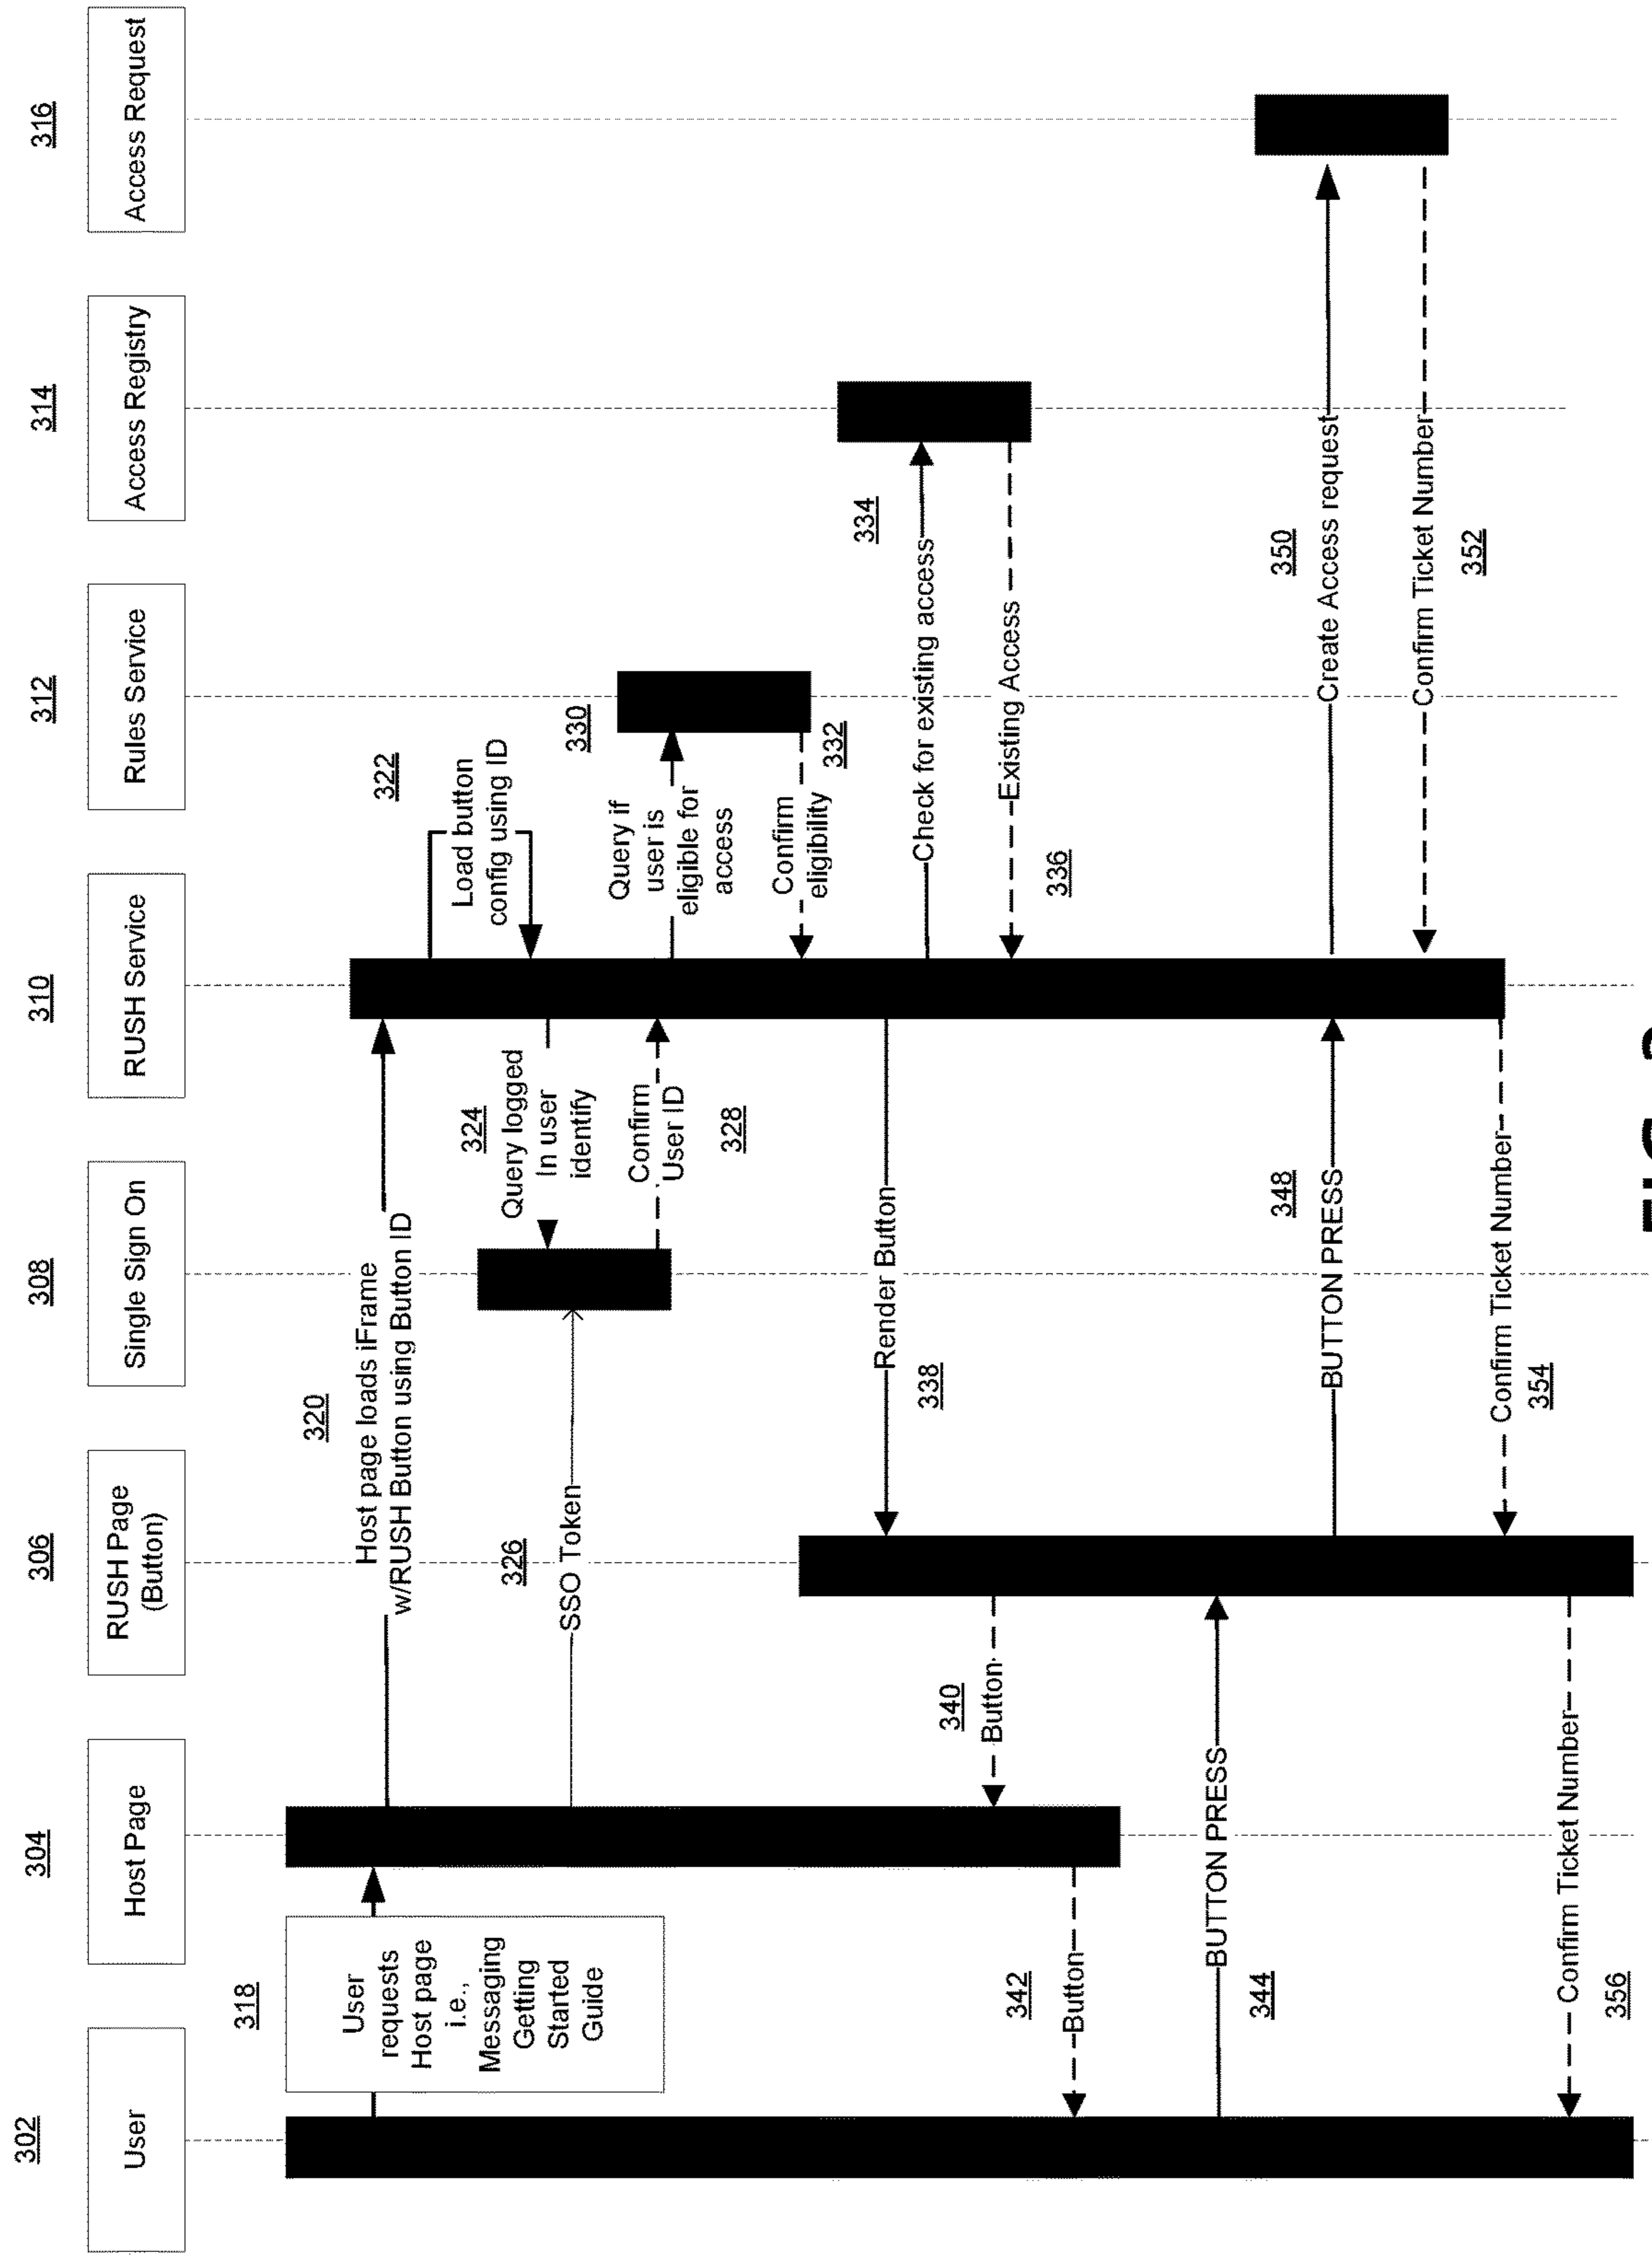 302
304
306
308
310
312
314
316
User
Host Page
RUSH Page
(Button)
Single Sign On
RUSH Service
Rules Service
Access Registry
Access Request
318
User
requests
Host page
i.e.,
Messaging
Getting
Started
Guide
320
Host page loads iFrame
w/RUSH Button using Button ID
322
Load button
config using ID
324
Query logged
In user
identify
326
SSO Token
Confirm
User ID
328
330
Query if
user is
eligible for
access
Confirm
eligibility
332
334
Check for existing access
Existing Access
336
Render Button
338
340
Button
342
Button
BUTTON PRESS
344
348
BUTTON PRESS
350
Create Access request
Confirm Ticket Number
352
Confirm Ticket Number
354
Confirm Ticket Number
356